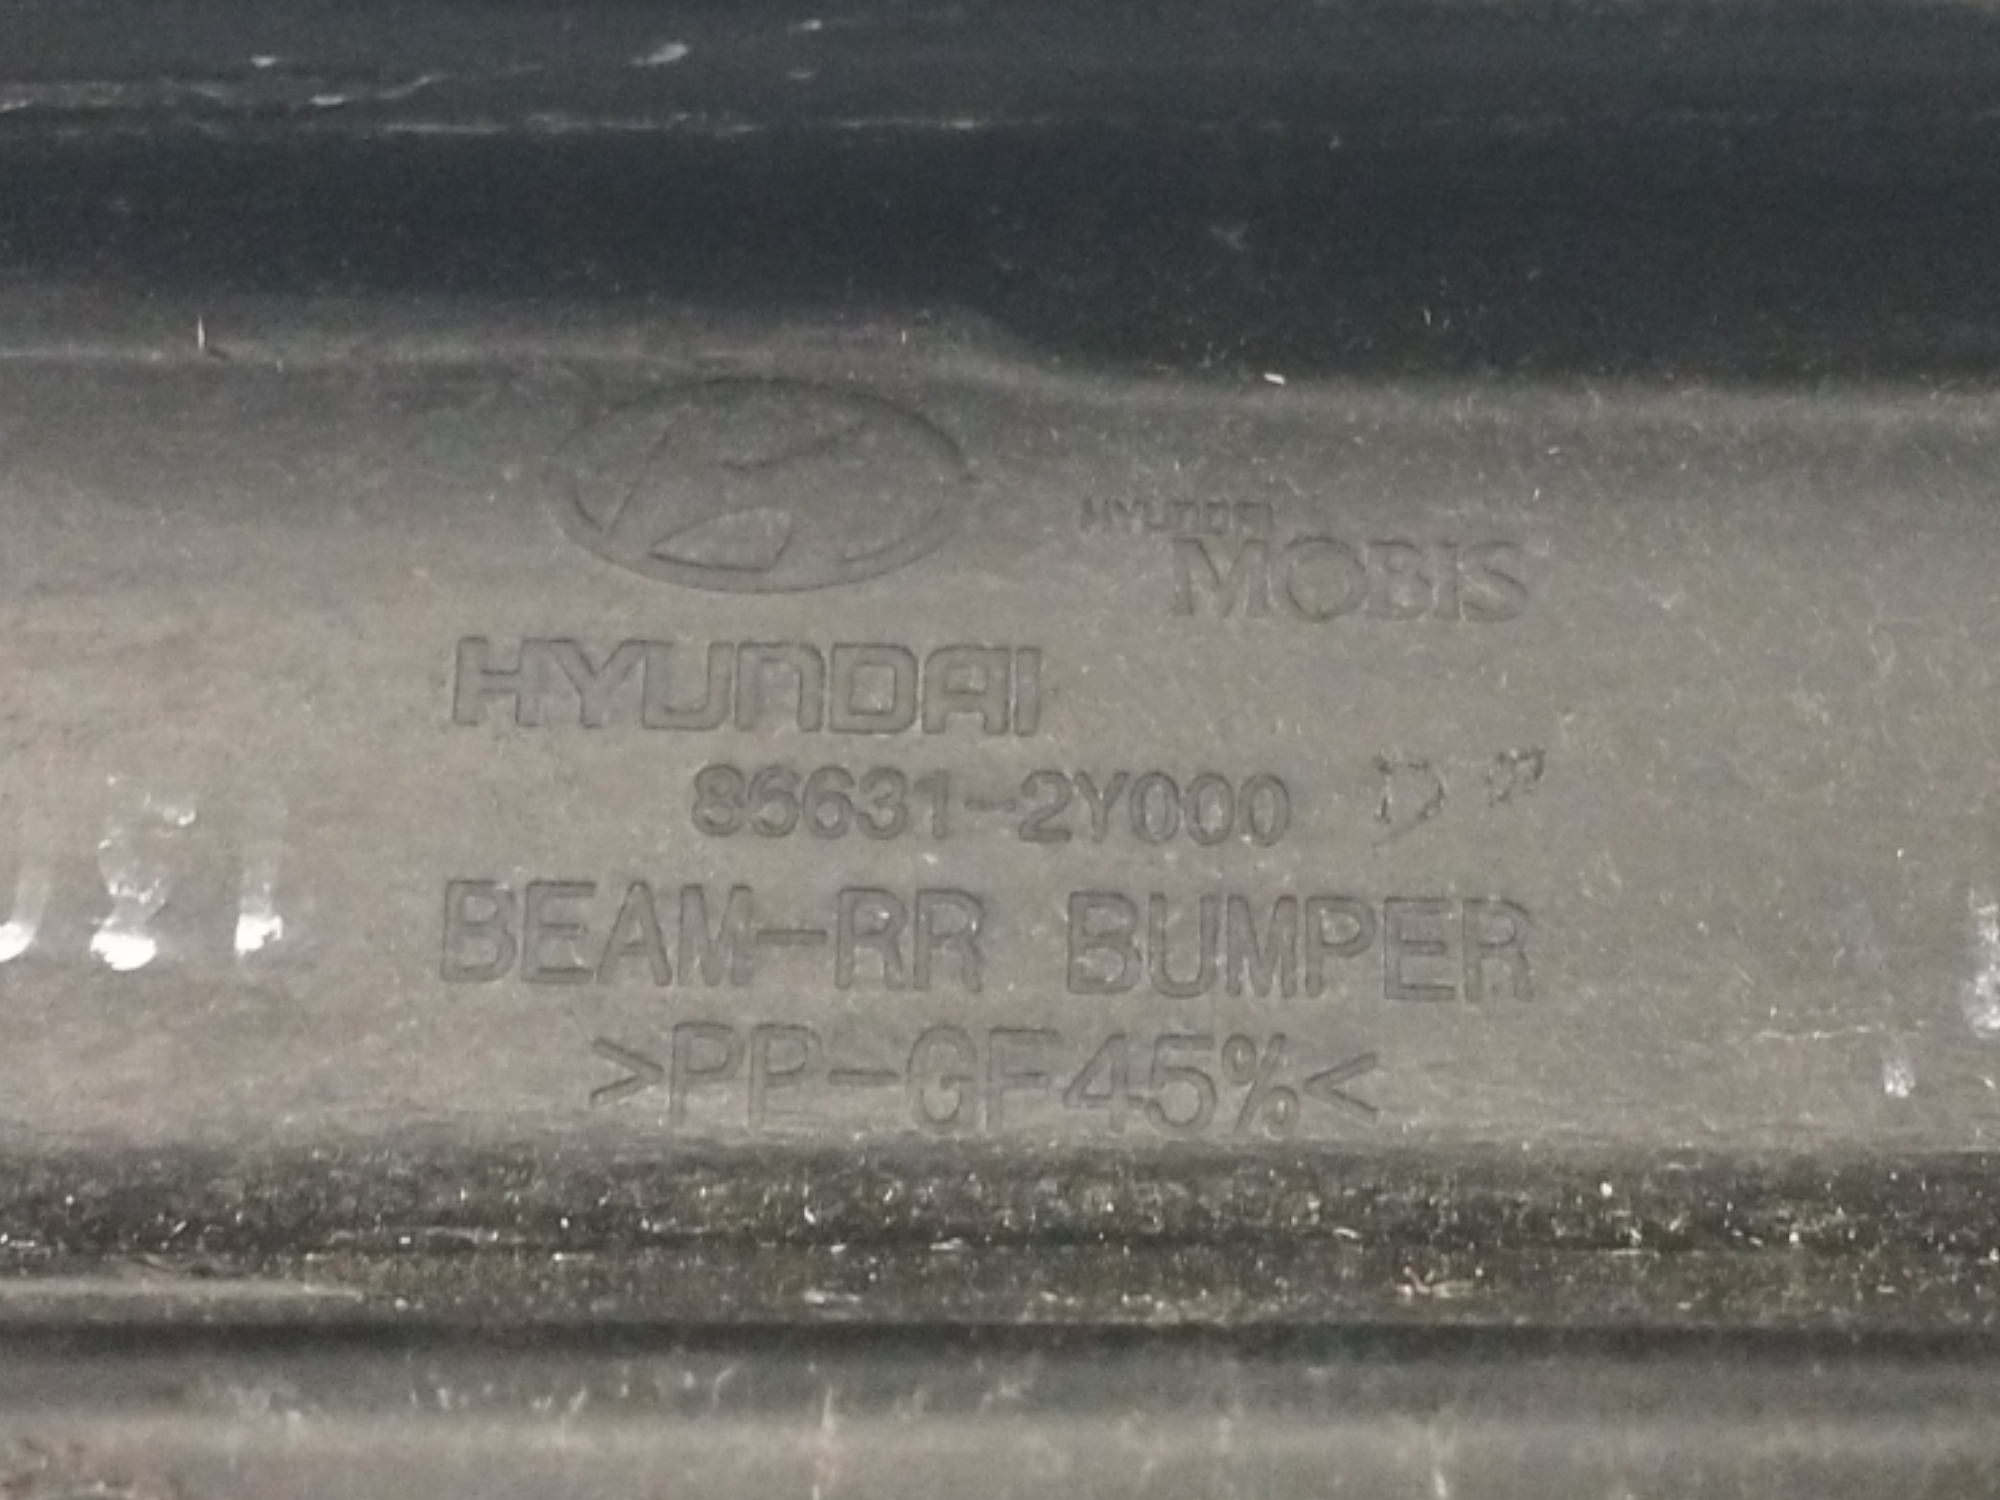 HYUNDAI
MOBIS
HYUNDAI
86631-2Y000
BEAM-RR BUMPER
>PP-GF45%<